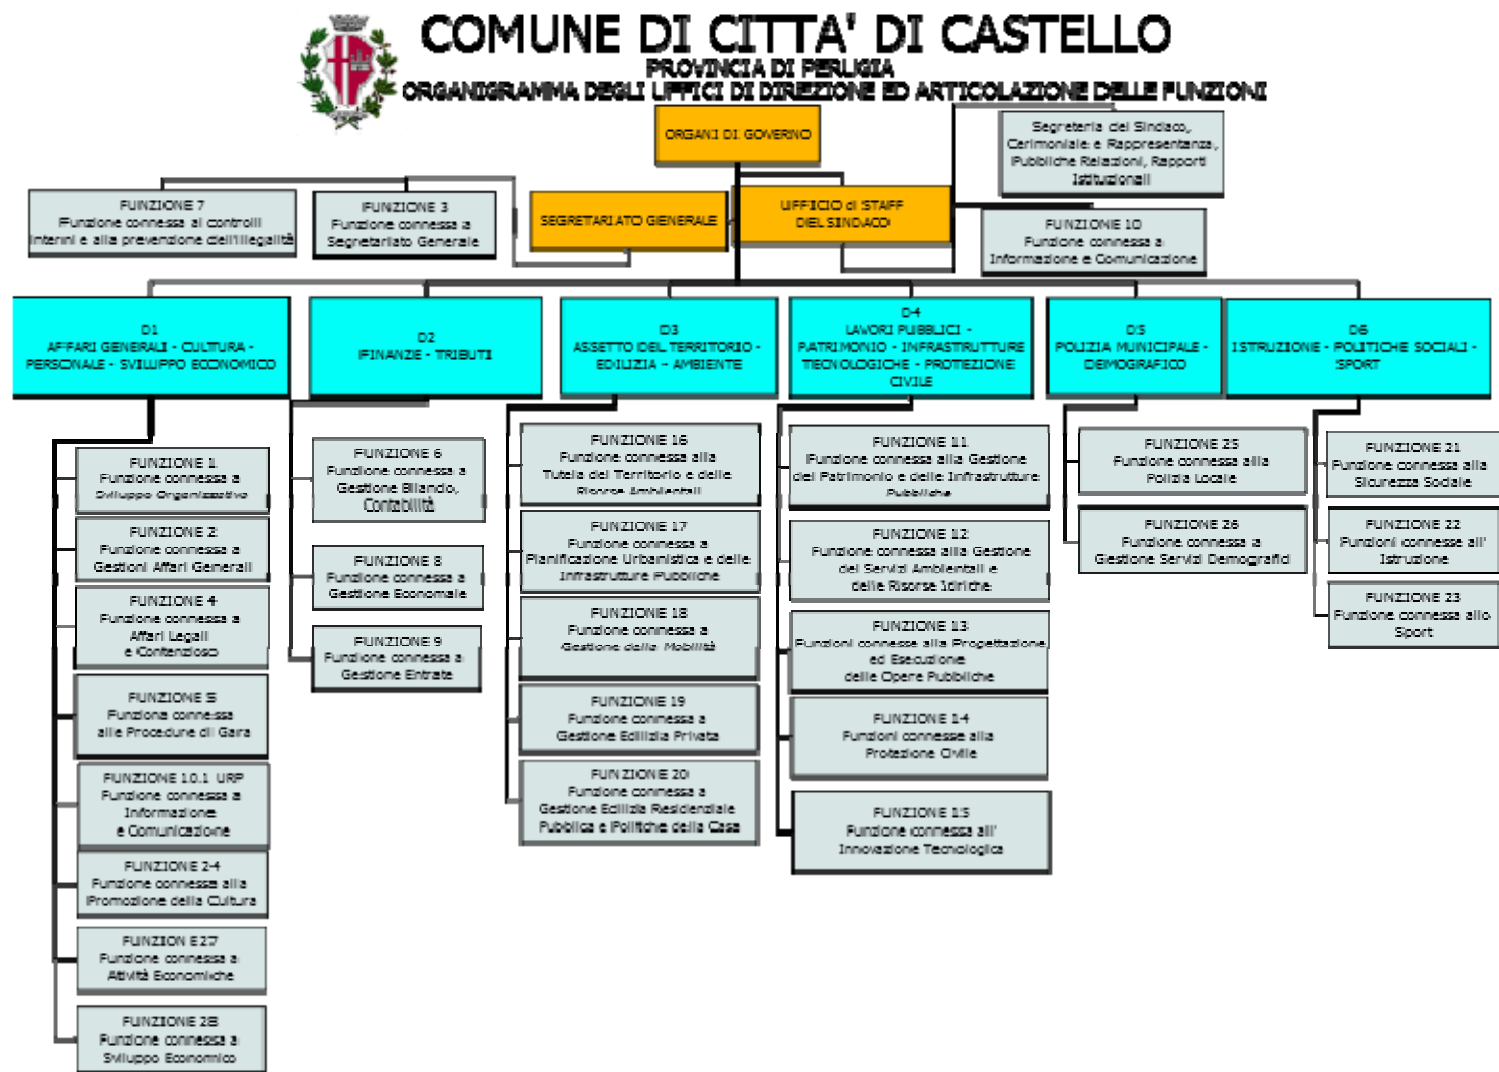 COMUNE DI CITTA' DI CASTELLO
PROVINCIA DI PERUGIA
ORGANIGRAMMA DEGLI UFFICI DI DIREZIONE ED ARTICOLAZIONE DELLE FUNZIONI
ORGANI DI GOVERNO
Segreteria del Sindaco,
Cerimoniale e Rappresentanza,
Pubbliche Relazioni, Rapporti
Istituzionali
FUNZIONE 7
Funzione connessa ai controlli
interni e alla prevenzione dell'illegalità
FUNZIONE 3
Funzione connessa a
Segretariato Generale
SEGRETARIATO GENERALE
UFFICIO di STAFF
DEL SINDACO
FUNZIONE 10
Funzione connessa a
Informazione e Comunicazione
D1
AFFARI GENERALI - CULTURA -
PERSONALE - SVILUPPO ECONOMICO
D2
FINANZE - TRIBUTI
D3
ASSETTO DEL TERRITORIO -
EDILIZIA - AMBIENTE
D4
LAVORI PUBBLICI -
PATRIMONIO - INFRASTRUTTURE
TECNOLOGICHE - PROTEZIONE
CIVILE
D5
POLIZIA MUNICIPALE -
DEMOGRAFICO
D6
ISTRUZIONE - POLITICHE SOCIALI -
SPORT
FUNZIONE 1
Funzione connessa a
Sviluppo Organizzativo
FUNZIONE 2
Funzione connessa a
Gestioni Affari Generali
FUNZIONE 4
Funzione connessa a
Affari Legali
e Contenzioso
FUNZIONE 5
Funziona connessa
alle Procedure di Gara
FUNZIONE 10.1 URP
Funzione connessa a
Informazione
e Comunicazione
FUNZIONE 24
Funzione connessa alla
Promozione della Cultura
FUNZION E27
Funzione connessa a
Attività Economiche
FUNZIONE 28
Funzione connessa a
Sviluppo Economico
FUNZIONE 6
Funzione connessa a
Gestione Bilancio,
Contabilità
FUNZIONE 8
Funzione connessa a
Gestione Economale
FUNZIONE 9
Funzione connessa a
Gestione Entrate
FUNZIONE 16
Funzione connessa alla
Tutela del Territorio e delle
Risorse Ambientali
FUNZIONE 17
Funzione connessa a
Pianificazione Urbanistica e delle
Infrastrutture Pubbliche
FUNZIONE 18
Funzione connessa a
Gestione della Mobilità
FUNZIONE 19
Funzione connessa a
Gestione Edilizia Privata
FUNZIONE 20
Funzione connessa a
Gestione Edilizia Residenziale
Pubblica e Politiche della Casa
FUNZIONE 11
Funzione connessa alla Gestione
del Patrimonio e delle Infrastrutture
Pubbliche
FUNZIONE 12
Funzione connessa alla Gestione
dei Servizi Ambientali e
delle Risorse Idriche
FUNZIONE 13
Funzioni connesse alla Progettazione
ed Esecuzione
delle Opere Pubbliche
FUNZIONE 14
Funzioni connesse alla
Protezione Civile
FUNZIONE 15
Funzione connessa all'
Innovazione Tecnologica
FUNZIONE 25
Funzione connessa alla
Polizia Locale
FUNZIONE 26
Funzione connessa a
Gestione Servizi Demografici
FUNZIONE 21
Funzione connessa alla
Sicurezza Sociale
FUNZIONE 22
Funzioni connesse all'
Istruzione
FUNZIONE 23
Funzione connessa allo
Sport